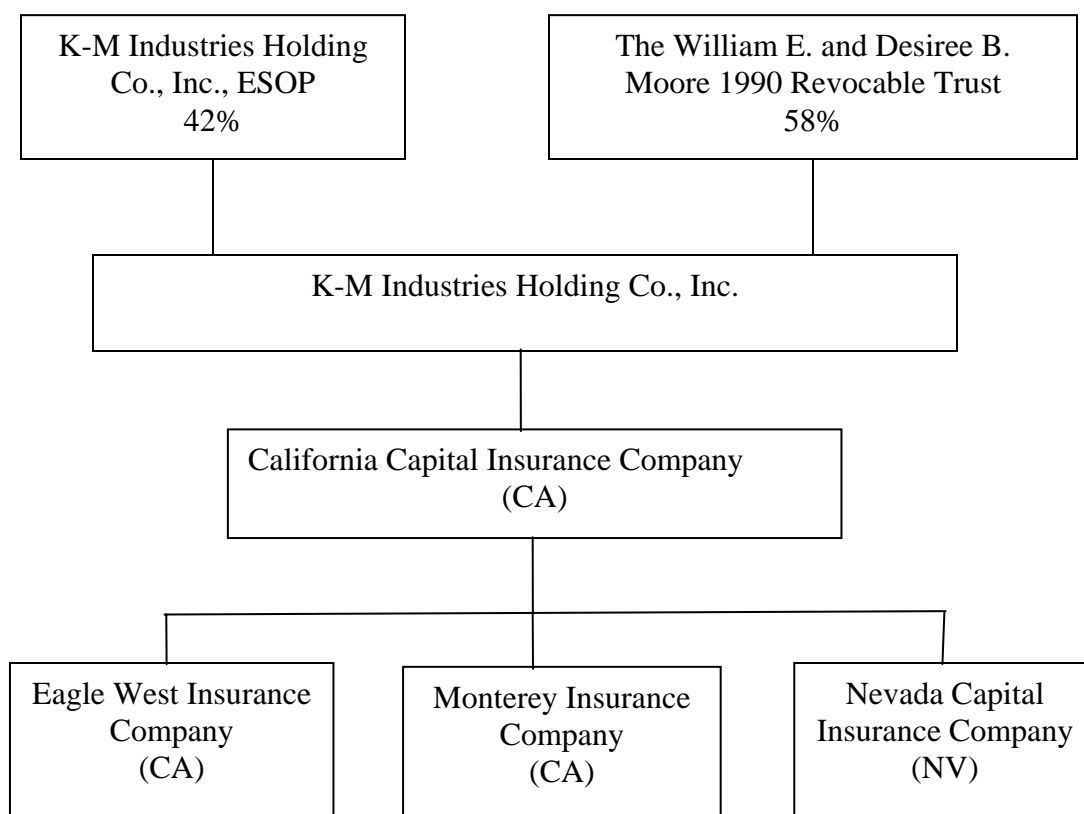 K-M Industries Holding
Co., Inc., ESOP
42%
The William E. and Desiree B.
Moore 1990 Revocable Trust
58%
K-M Industries Holding Co., Inc.
California Capital Insurance Company
(CA)
Eagle West Insurance
Company
(CA)
Monterey Insurance
Company
(CA)
Nevada Capital
Insurance Company
(NV)